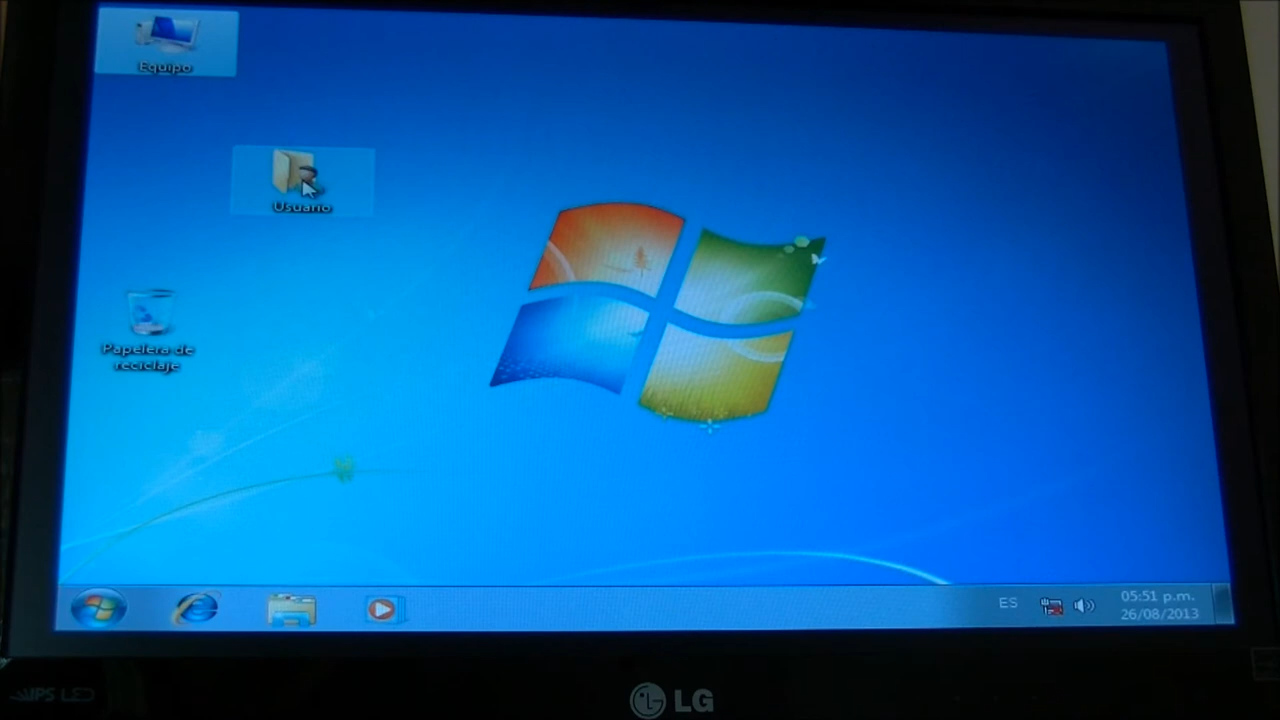 Equipo
Usuario
Papelera de
reciclaje
ES
05:51 p.m.
26/08/2013
IPS LED
LG